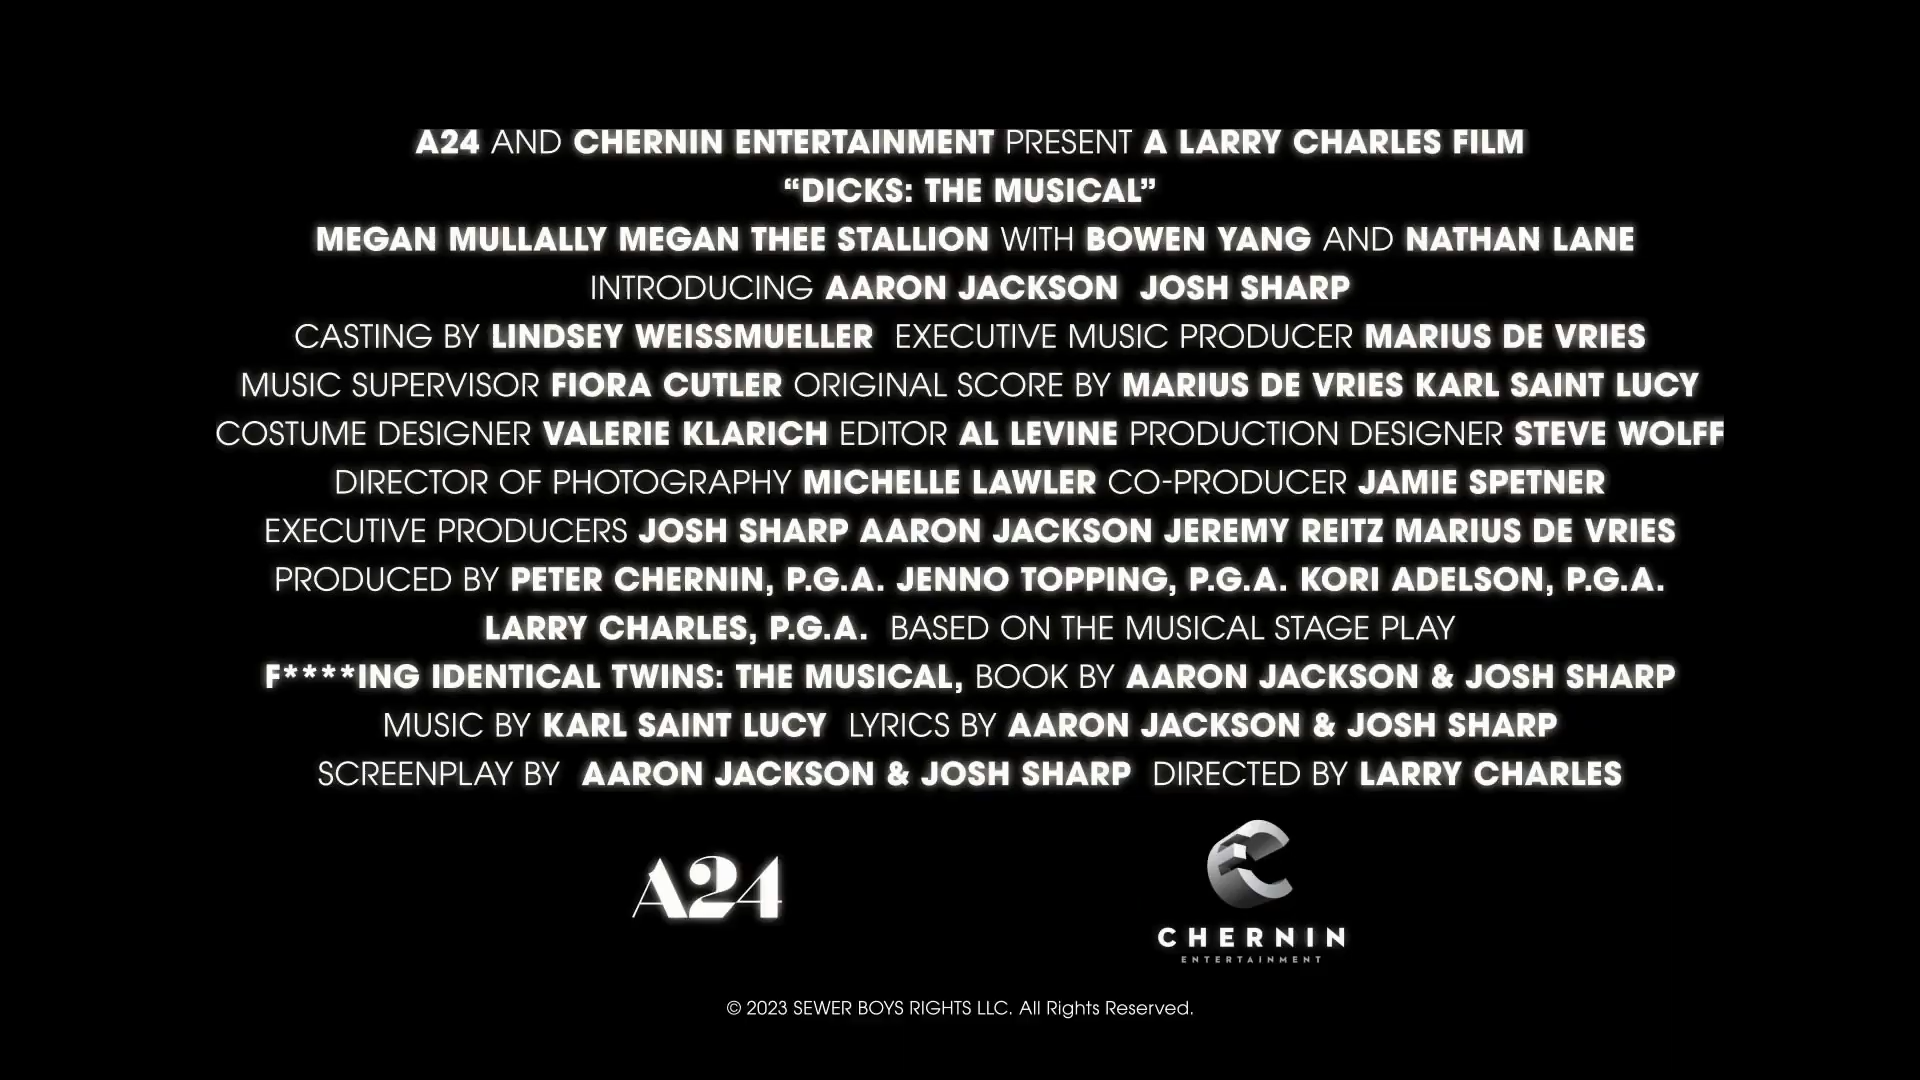 A24 AND CHERNIN ENTERTAINMENT PRESENT A LARRY CHARLES FILM
“DICKS: THE MUSICAL”
MEGAN MULLALLY MEGAN THEE STALLION WITH BOWEN YANG AND NATHAN LANE
INTRODUCING AARON JACKSON JOSH SHARP
CASTING BY LINDSEY WEISSMUELLER EXECUTIVE MUSIC PRODUCER MARIUS DE VRIES
MUSIC SUPERVISOR FIORA CUTLER ORIGINAL SCORE BY MARIUS DE VRIES KARL SAINT LUCY
COSTUME DESIGNER VALERIE KLARICH EDITOR AL LEVINE PRODUCTION DESIGNER STEVE WOLFF
DIRECTOR OF PHOTOGRAPHY MICHELLE LAWLER CO-PRODUCER JAMIE SPETNER
EXECUTIVE PRODUCERS JOSH SHARP AARON JACKSON JEREMY REITZ MARIUS DE VRIES
PRODUCED BY PETER CHERNIN, P.G.A. JENNO TOPPING, P.G.A. KORI ADELSON, P.G.A.
LARRY CHARLES, P.G.A. BASED ON THE MUSICAL STAGE PLAY
F****ING IDENTICAL TWINS: THE MUSICAL, BOOK BY AARON JACKSON & JOSH SHARP
MUSIC BY KARL SAINT LUCY LYRICS BY AARON JACKSON & JOSH SHARP
SCREENPLAY BY AARON JACKSON & JOSH SHARP DIRECTED BY LARRY CHARLES
A24
CHERNIN
ENTERTAINMENT
© 2023 SEWER BOYS RIGHTS LLC. All Rights Reserved.